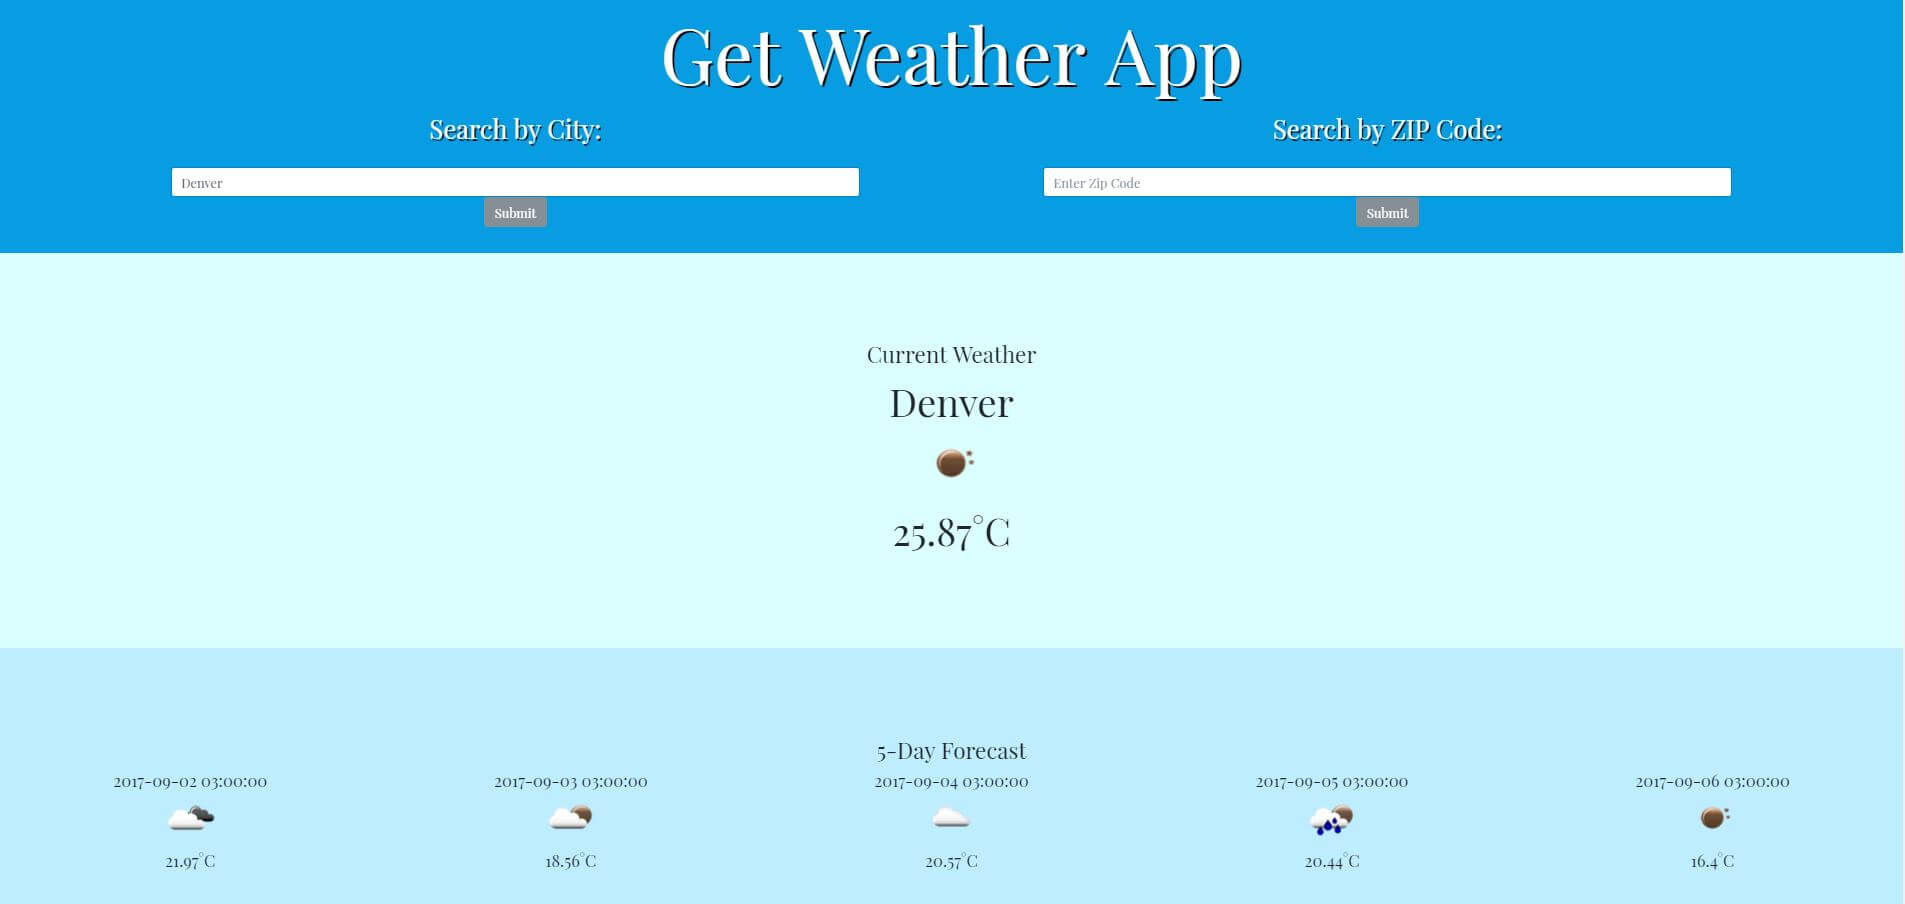 Get Weather App
Search by City:
Search by ZIP Code:
Denver
Enter Zip Code
Submit
Submit
Current Weather
Denver
25.87°C
5-Day Forecast
2017-09-02 03:00:00
2017-09-03 03:00:00
2017-09-04 03:00:00
2017-09-05 03:00:00
2017-09-06 03:00:00
21.97°C
18.56°C
20.57°C
20.44°C
16.4°C